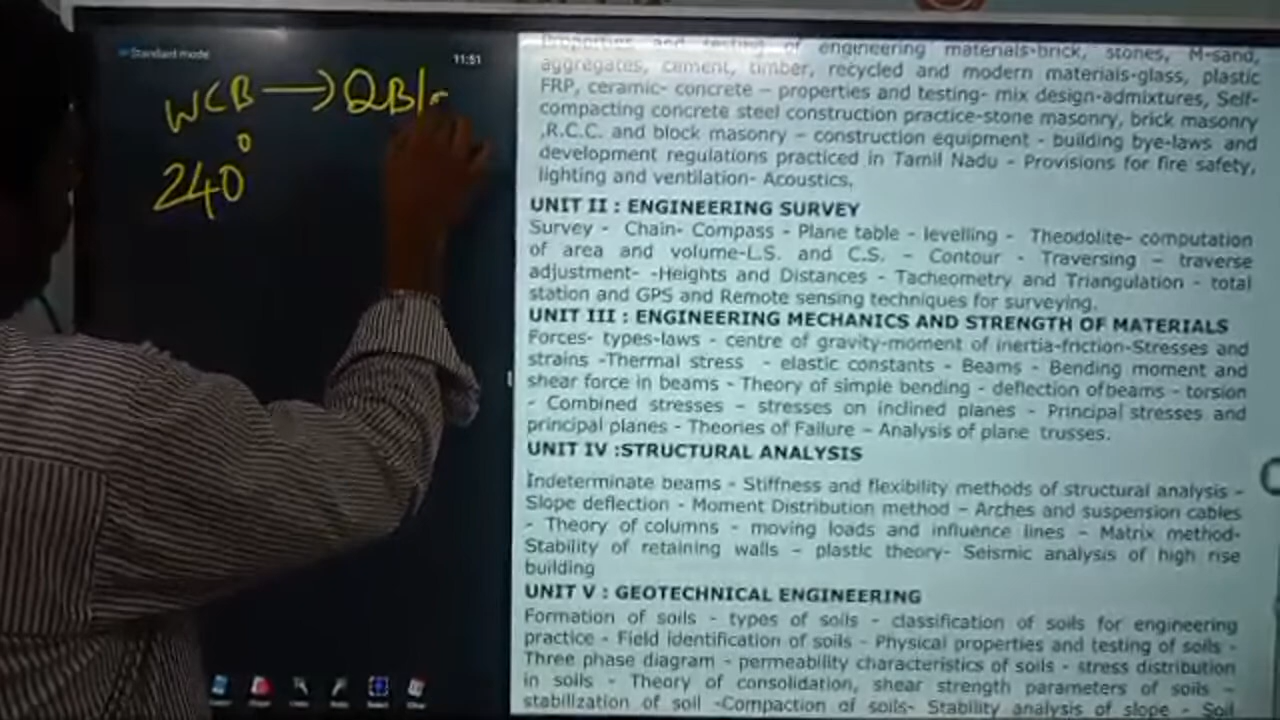 Standard mode
11:51
WCB → QB/
240°
Properties and testing of engineering materials-brick, stones, M-sand,
aggregates, cement, timber, recycled and modern materials-glass, plastic
FRP, ceramic- concrete – properties and testing- mix design-admixtures, Self-
compacting concrete steel construction practice-stone masonry, brick masonry
,R.C.C. and block masonry – construction equipment - building bye-laws and
development regulations practiced in Tamil Nadu - Provisions for fire safety,
lighting and ventilation- Acoustics.
UNIT II : ENGINEERING SURVEY
Survey - Chain- Compass - Plane table - levelling - Theodolite- computation
of area and volume-L.S. and C.S. – Contour - Traversing – traverse
adjustment- -Heights and Distances - Tacheometry and Triangulation - total
station and GPS and Remote sensing techniques for surveying.
UNIT III : ENGINEERING MECHANICS AND STRENGTH OF MATERIALS
Forces- types-laws - centre of gravity-moment of inertia-friction-Stresses and
strains -Thermal stress - elastic constants - Beams - Bending moment and
shear force in beams - Theory of simple bending - deflection of beams - torsion
- Combined stresses – stresses on inclined planes - Principal stresses and
principal planes - Theories of Failure – Analysis of plane trusses.
UNIT IV :STRUCTURAL ANALYSIS
Indeterminate beams - Stiffness and flexibility methods of structural analysis –
Slope deflection - Moment Distribution method – Arches and suspension cables
- Theory of columns - moving loads and influence lines – Matrix method-
Stability of retaining walls – plastic theory- Seismic analysis of high rise
building
UNIT V : GEOTECHNICAL ENGINEERING
Formation of soils - types of soils - classification of soils for engineering
practice - Field identification of soils - Physical properties and testing of soils -
Three phase diagram - permeability characteristics of soils - stress distribution
in soils - Theory of consolidation, shear strength parameters of soils –
stabilization of soil -Compaction of soils- Stability analysis of slope - Soil
Select